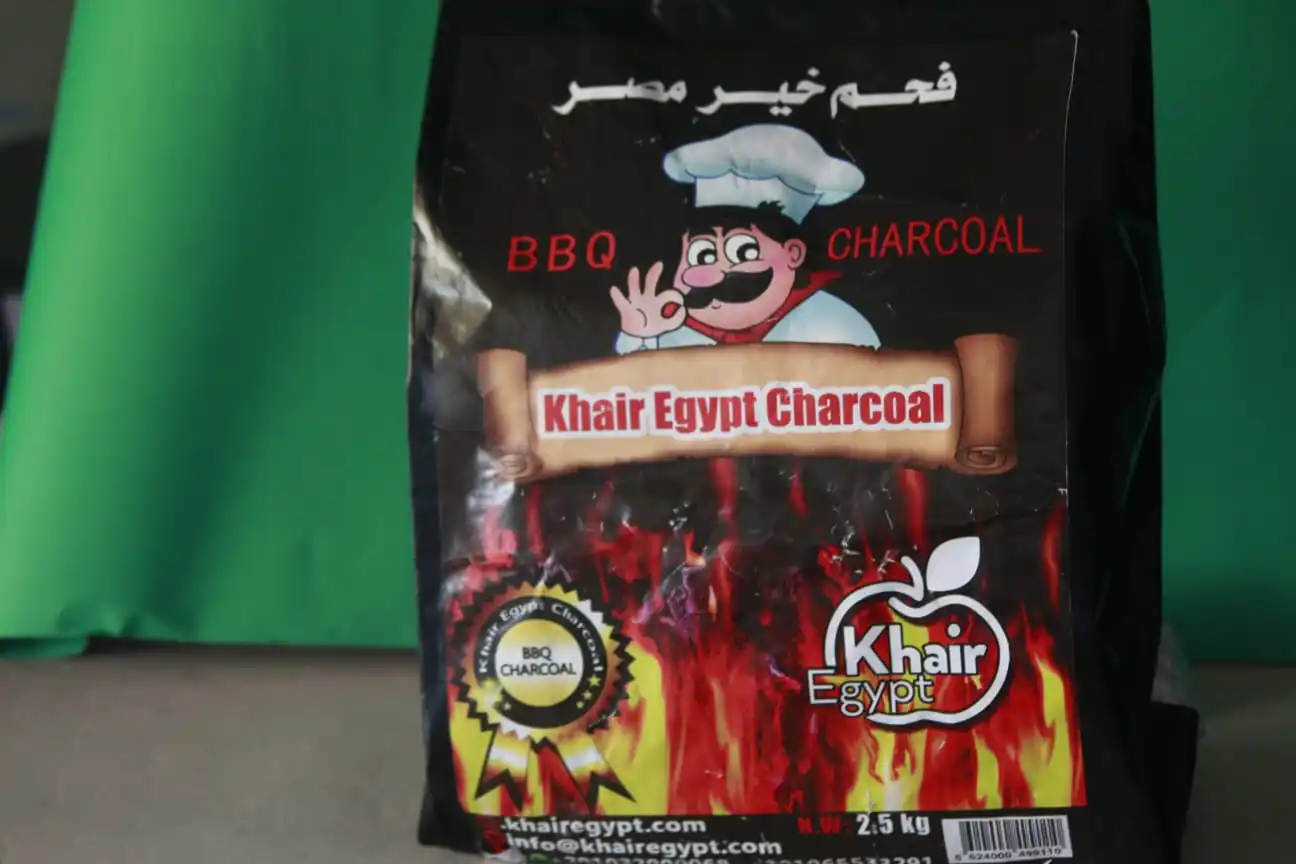 فحم خير مصر
BBQ CHARCOAL
Khair Egypt Charcoal
Khair Egypt Charcoal
BBQ
CHARCOAL
Khair
Egypt
.khairegypt.com
N.W: 2.5 kg
info@khairegypt.com